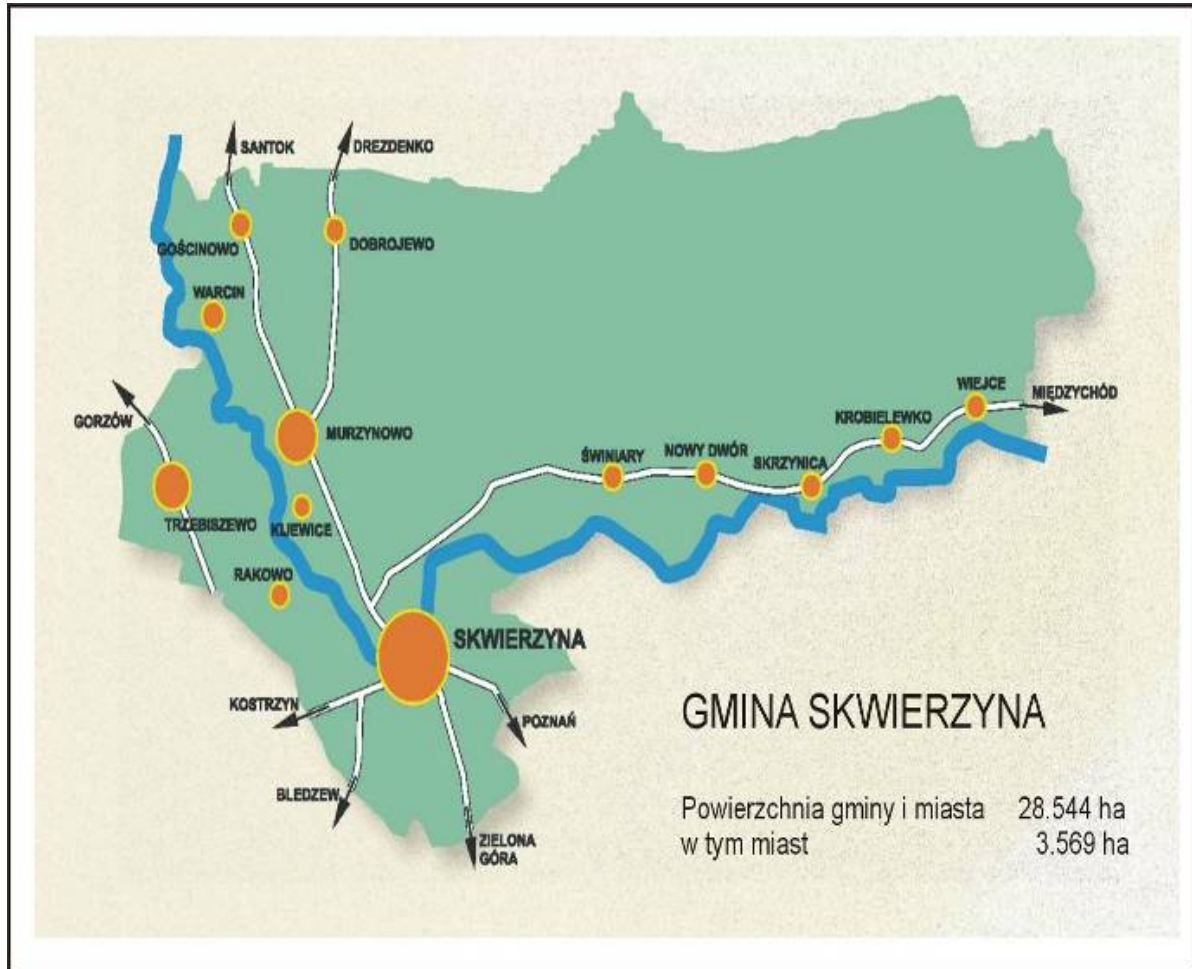 SANTOK
DREZDENKO
GOŚCINOWO
DOBROJEWO
WARCIN
WIEJCE
MIĘDZYCHÓD
GORZÓW
KROBIELEWKO
MURZYNOWO
ŚWINIARY
NOWY DWÓR
SKRZYNICA
TRZEBISZEWO
KIJEWICE
RAKOWO
SKWIERZYNA
KOSTRZYN
POZNAŃ
BLEDZEW
ZIELONA
GÓRA
GMINA SKWIERZYNA
Powierzchnia gminy i miasta 28.544 ha
w tym miast 3.569 ha